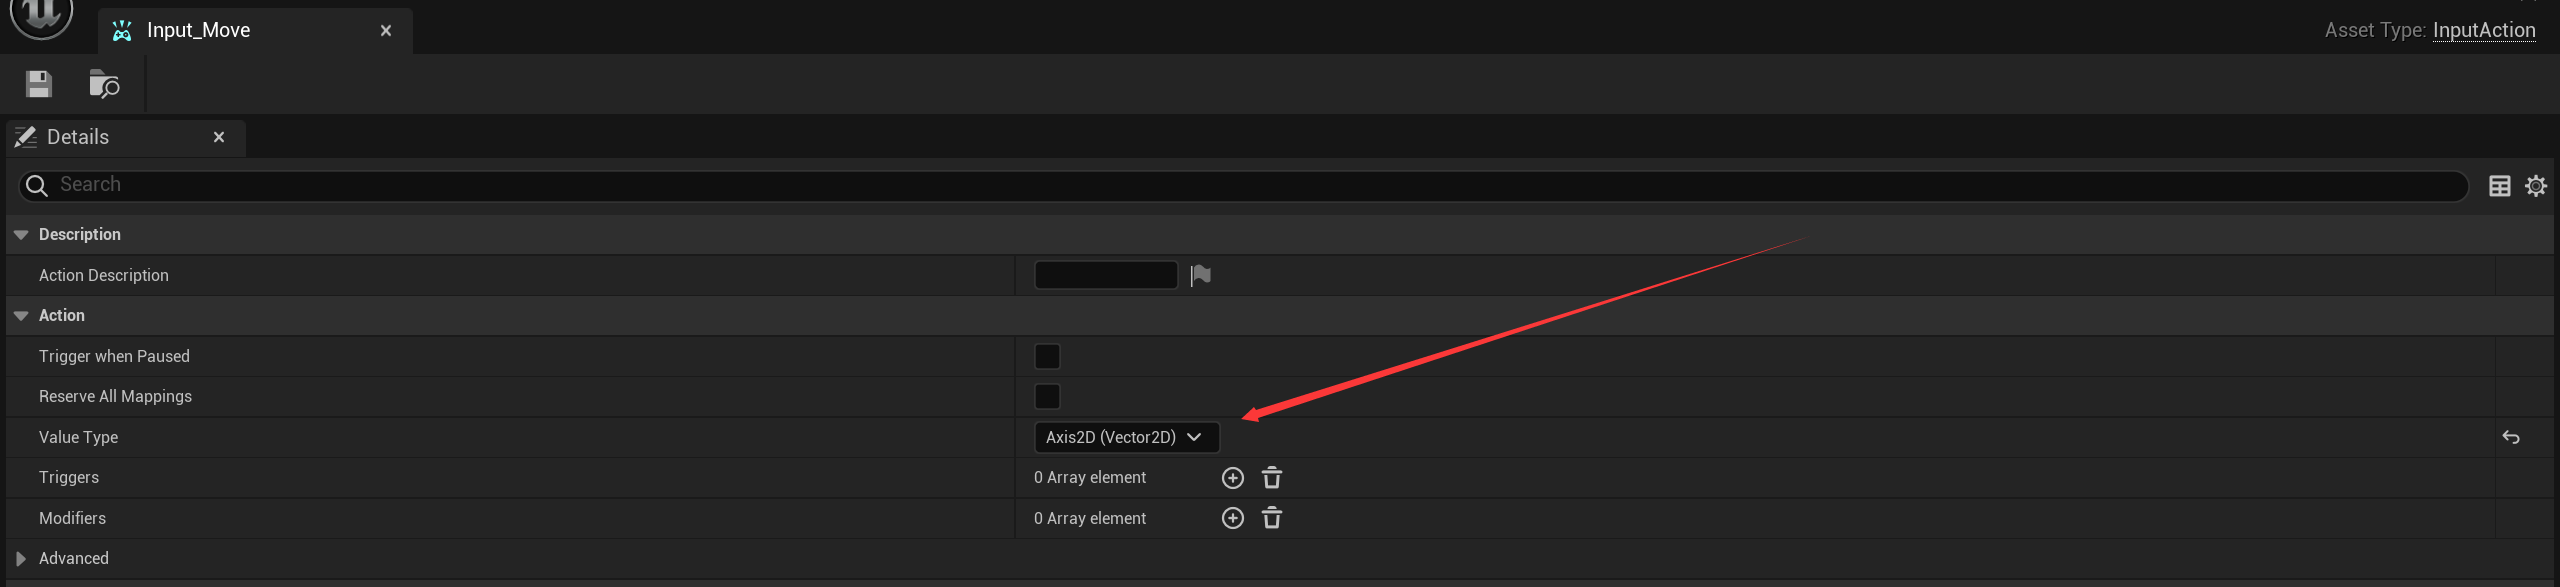 Input_Move
Asset Type: InputAction
Details
Search
Description
Action Description
Action
Trigger when Paused
Reserve All Mappings
Value Type Axis2D (Vector2D)
Triggers 0 Array element
Modifiers 0 Array element
Advanced